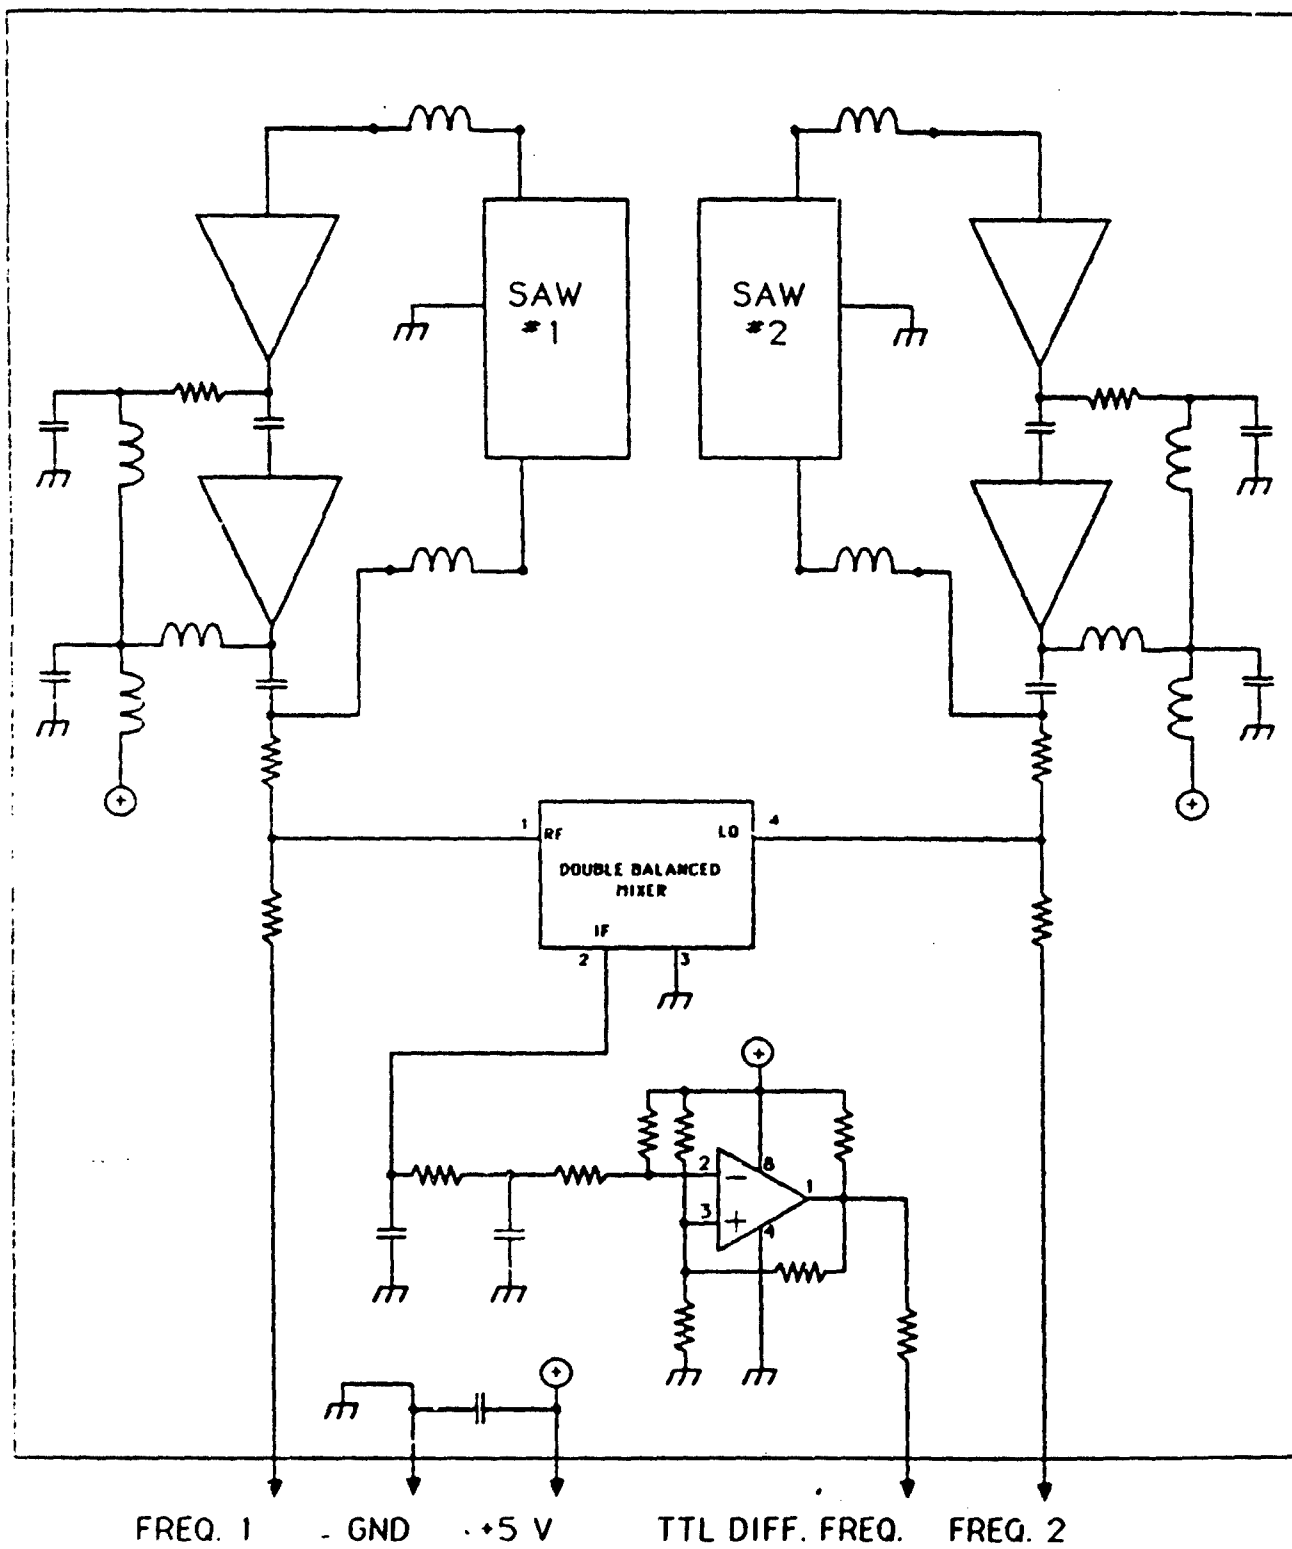 SAW
#1
SAW
#2
+
+
1
RF
LO
4
DOUBLE BALANCED
MIXER
IF
2
3
+
2
-
8
1
3
+
4
+
FREQ. 1
GND
+5 V
TTL DIFF. FREQ.
FREQ. 2